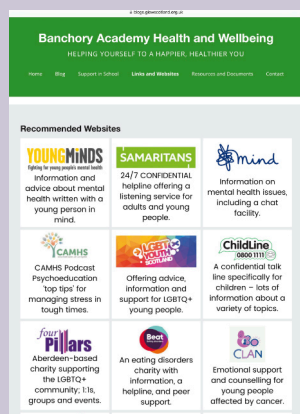 blogs.glowscotland.org.uk
Banchory Academy Health and Wellbeing
HELPING YOURSELF TO A HAPPIER, HEALTHIER YOU
Home Blog Support in School Links and Websites Resources and Documents Contact
Recommended Websites
YOUNGMiNDS
fighting for young people's mental health
Information and
advice about mental
health written with a
young person in
mind.
SAMARITANS
24/7 CONFIDENTIAL
helpline offering a
listening service for
adults and young
people.
mind
Information on
mental health issues,
including a chat
facility.
CAMHS
CAMHS Podcast
Psychoeducation
'top tips' for
managing stress in
tough times.
LGBT
YOUTH
SCOTLAND
Offering advice,
information and
support for LGBTQ+
young people.
ChildLine
0800 1111
A confidential talk
line specifically for
children – lots of
information about a
variety of topics.
four
Pillars
Aberdeen-based
charity supporting
the LGBTQ+
community; 1:1s,
groups and events.
Beat
An eating disorders
charity with
information, a
helpline, and peer
support.
CLAN
Emotional support
and counselling for
young people
affected by cancer.